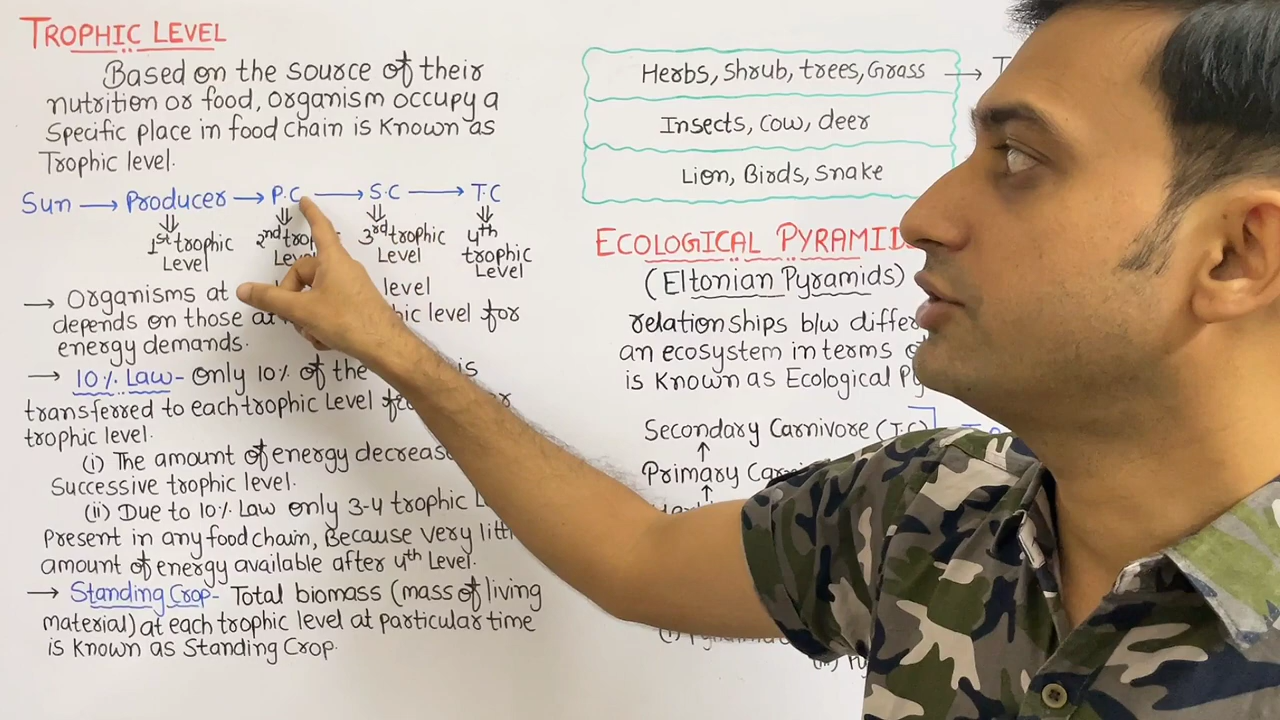 TROPHIC LEVEL
Based on the source of their
nutrition or food, organism occupy a
specific place in food chain is Known as
Trophic level.
Sun → Producer → P.C → S.C → T.C
⇓ ⇓ ⇓ ⇓
1st trophic Level
2nd
Level
3rd trophic Level
4th trophic Level
→ Organisms at level
depends on those level for
energy demands.
→ 10% Law- Only 10% of the is
transferred to each trophic Level
trophic level.
(i) The amount of energy
Successive trophic level.
(ii) Due to 10% Law only 3-4 trophic
Present in any food chain, Because very
amount of energy available after 4th Level.
→ Standing Crop- Total biomass (mass of living
material) at each trophic level at particular time
is Known as Standing Crop.
Herbs, Shrub, trees, Grass → T
Insects, Cow, deer
Lion, Birds, Snake
ECOLOGICAL
(Eltonian Pyramids)
relationships b/w
an ecosystem in terms
is Known as Ecological
Secondary Carnivore (T.C)
↑
Primary
↑